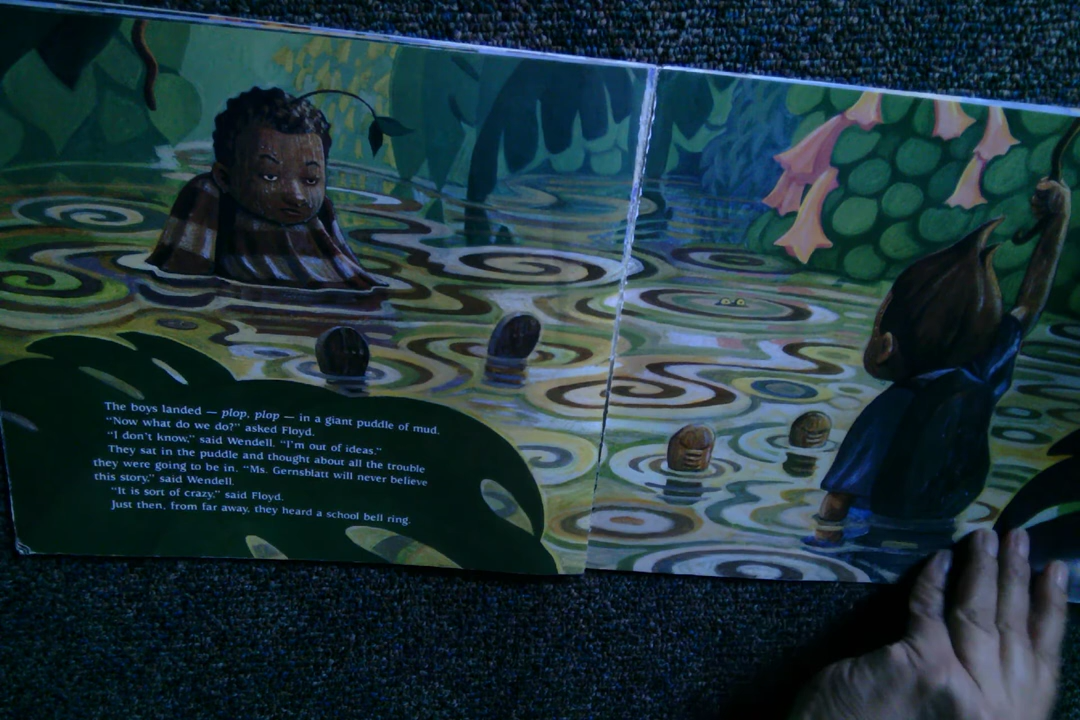 The boys landed — plop, plop — in a giant puddle of mud.
"Now what do we do?" asked Floyd.
"I don't know," said Wendell. "I'm out of ideas."
They sat in the puddle and thought about all the trouble
they were going to be in. "Ms. Gernsblatt will never believe
this story," said Wendell.
"It is sort of crazy," said Floyd.
Just then, from far away, they heard a school bell ring.